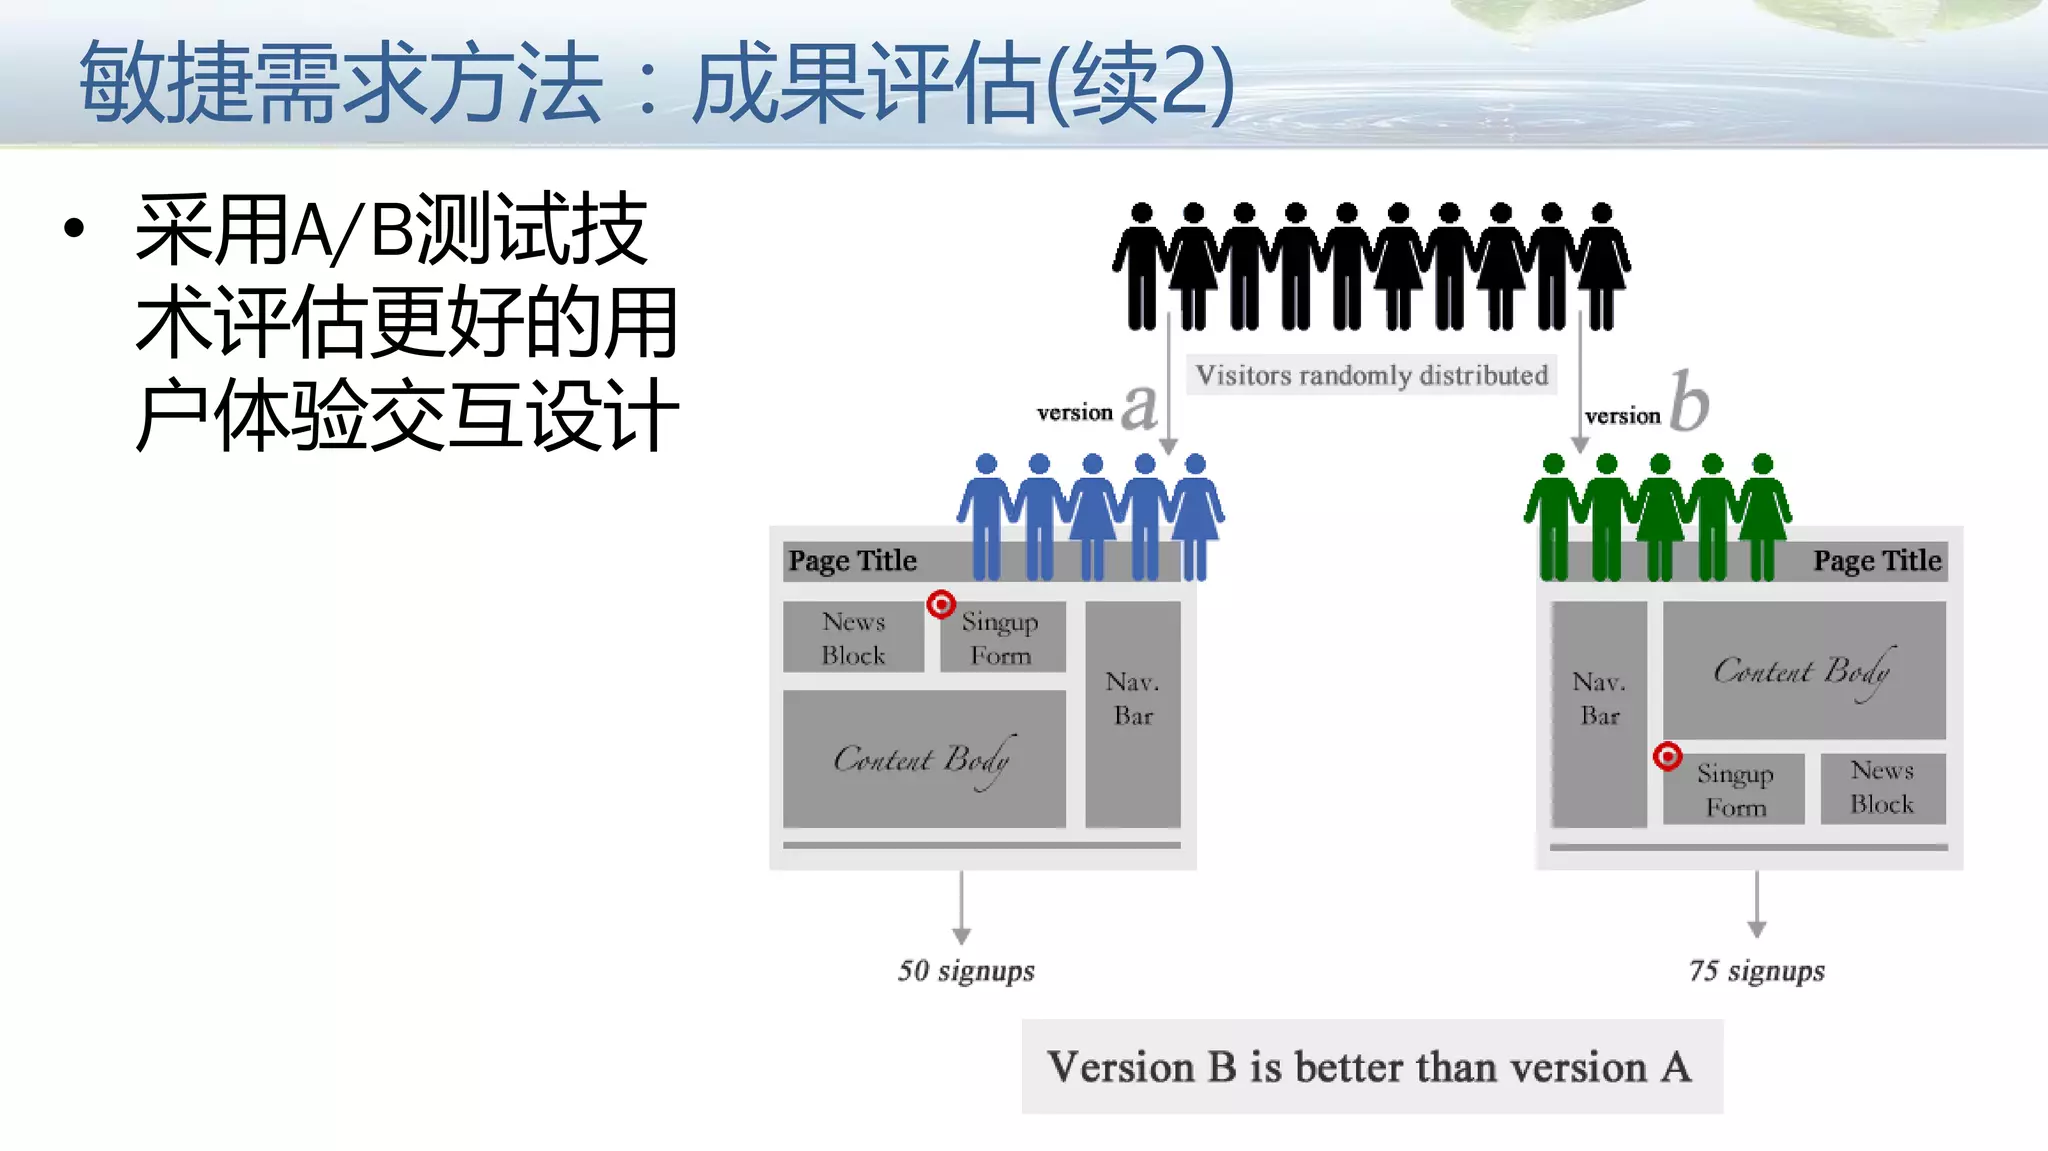 敏捷需求方法：成果评估(续2)
• 采用A/B测试技
术评估更好的用
户体验交互设计
Visitors randomly distributed
version a
version b
Page Title
News
Block
Singup
Form
Nav.
Bar
Content Body
50 signups
Page Title
Nav.
Bar
Content Body
Singup
Form
News
Block
75 signups
Version B is better than version A